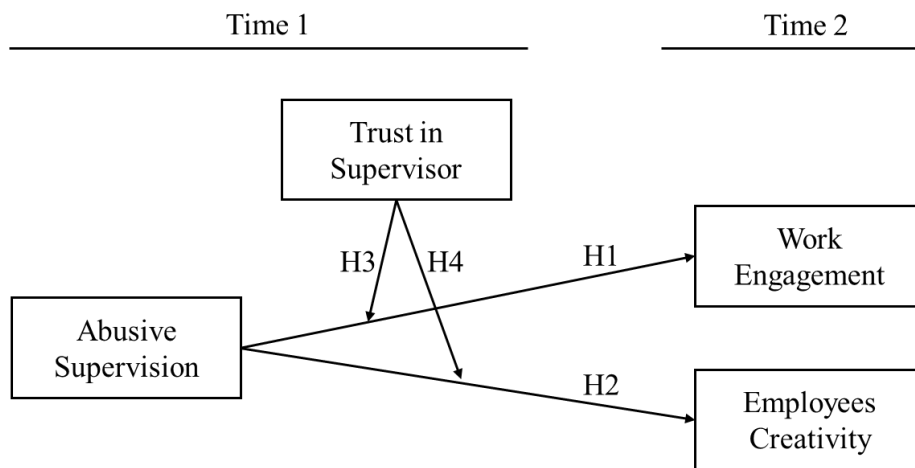 Time 1
Time 2
Trust in
Supervisor
H3
H4
H1
Work
Engagement
Abusive
Supervision
H2
Employees
Creativity